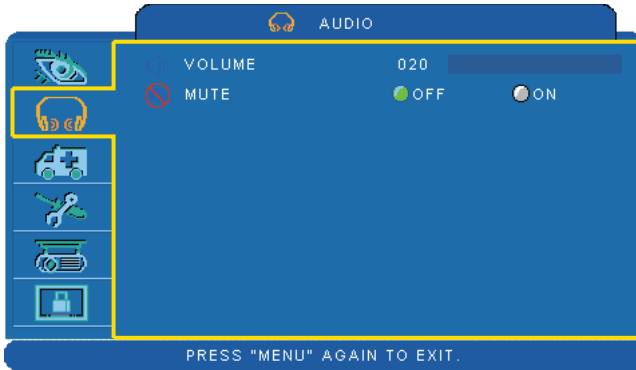 AUDIO
VOLUME 020
MUTE OFF ON
PRESS "MENU" AGAIN TO EXIT.